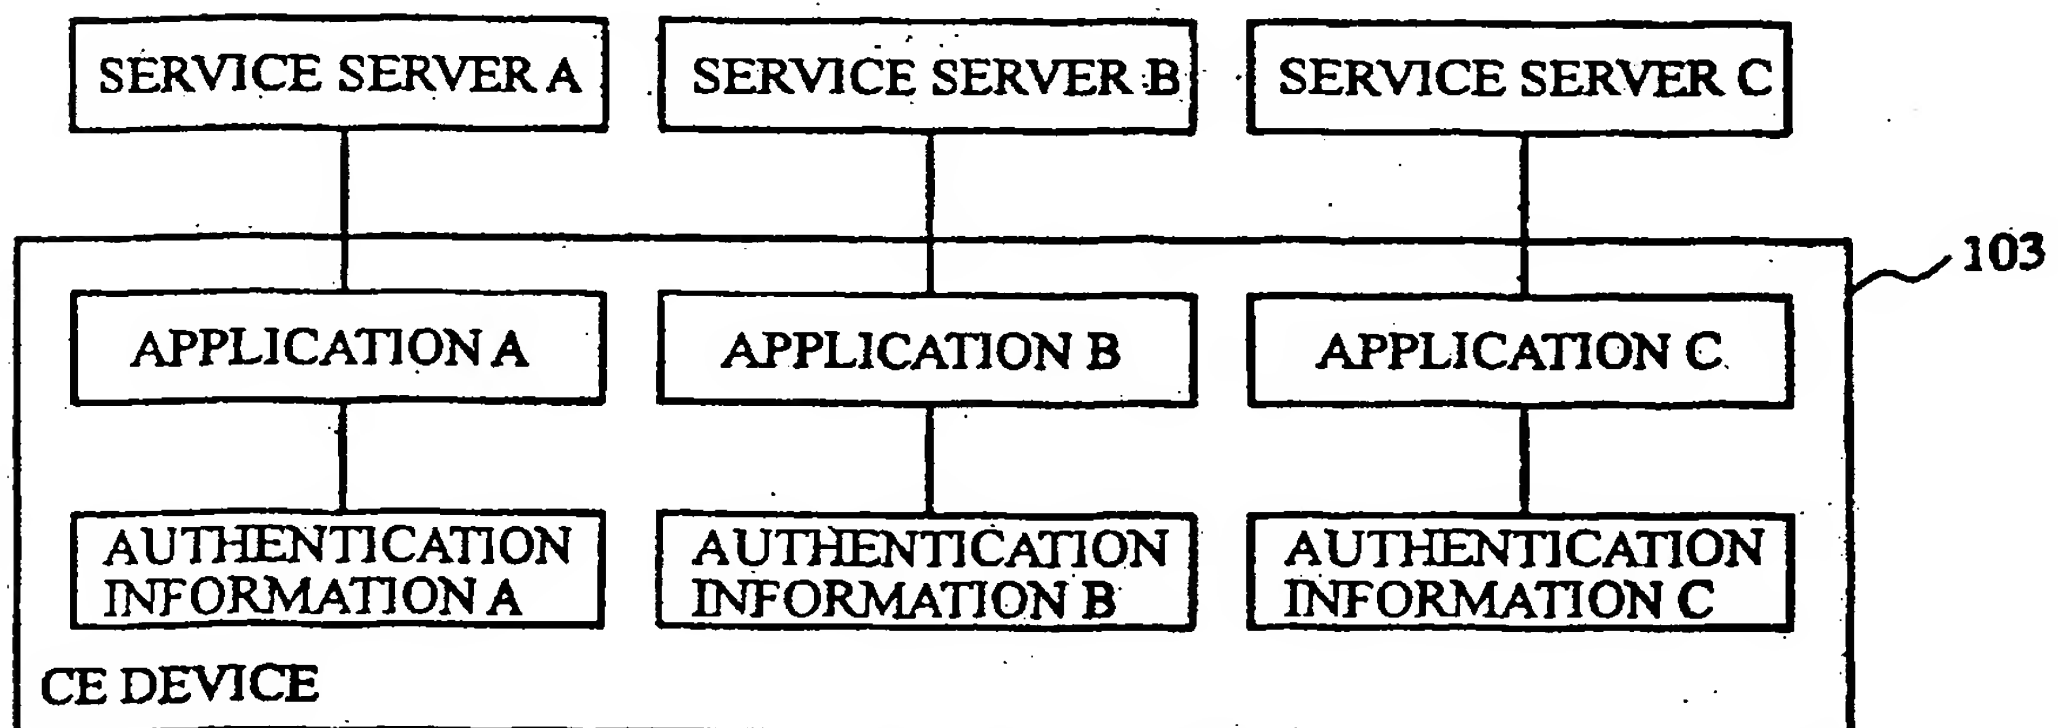 SERVICE SERVER A
SERVICE SERVER B
SERVICE SERVER C
103
APPLICATION A
APPLICATION B
APPLICATION C
AUTHENTICATION
INFORMATION A
AUTHENTICATION
INFORMATION B
AUTHENTICATION
INFORMATION C
CE DEVICE